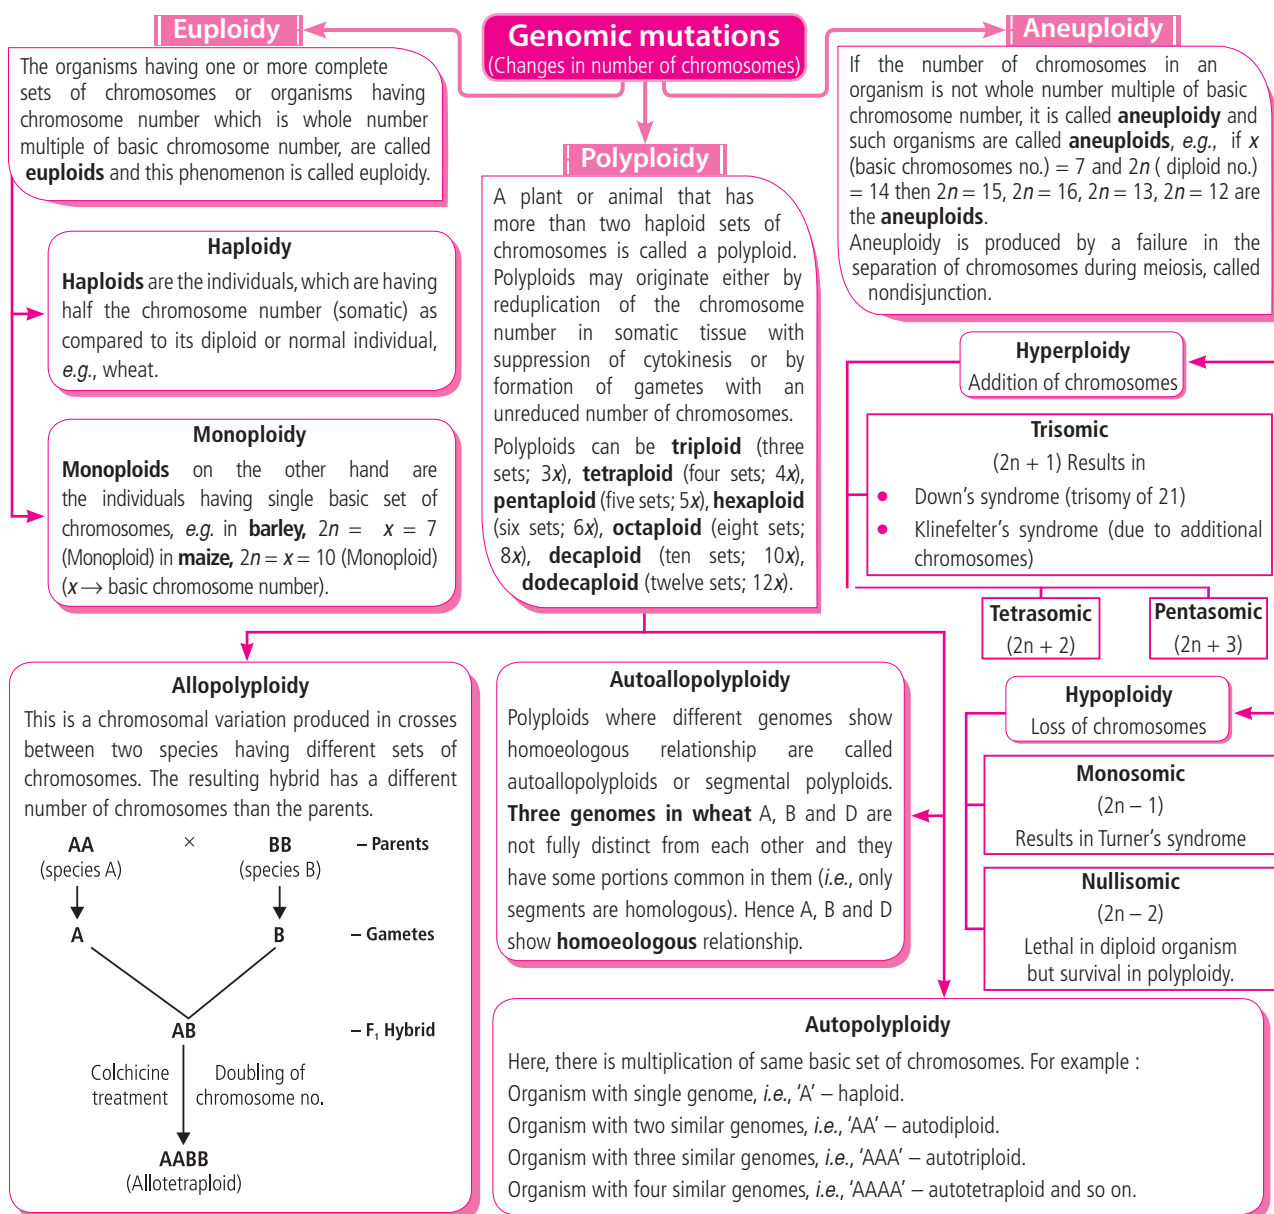 Genomic mutations
(Changes in number of chromosomes)
Euploidy
The organisms having one or more complete
sets of chromosomes or organisms having
chromosome number which is whole number
multiple of basic chromosome number, are called
euploids and this phenomenon is called euploidy.
Haploidy
Haploids are the individuals, which are having
half the chromosome number (somatic) as
compared to its diploid or normal individual,
e.g., wheat.
Monoploidy
Monoploids on the other hand are
the individuals having single basic set of
chromosomes, e.g. in barley, 2n = x = 7
(Monoploid) in maize, 2n = x = 10 (Monoploid)
(x → basic chromosome number).
Polyploidy
A plant or animal that has
more than two haploid sets of
chromosomes is called a polyploid.
Polyploids may originate either by
reduplication of the chromosome
number in somatic tissue with
suppression of cytokinesis or by
formation of gametes with an
unreduced number of chromosomes.
Polyploids can be triploid (three
sets; 3x), tetraploid (four sets; 4x),
pentaploid (five sets; 5x), hexaploid
(six sets; 6x), octaploid (eight sets;
8x), decaploid (ten sets; 10x),
dodecaploid (twelve sets; 12x).
Aneuploidy
If the number of chromosomes in an
organism is not whole number multiple of basic
chromosome number, it is called aneuploidy and
such organisms are called aneuploids, e.g., if x
(basic chromosomes no.) = 7 and 2n ( diploid no.)
= 14 then 2n = 15, 2n = 16, 2n = 13, 2n = 12 are
the aneuploids.
Aneuploidy is produced by a failure in the
separation of chromosomes during meiosis, called
nondisjunction.
Hyperploidy
Addition of chromosomes
Trisomic
(2n + 1) Results in
• Down's syndrome (trisomy of 21)
• Klinefelter's syndrome (due to additional
chromosomes)
Tetrasomic
(2n + 2)
Pentasomic
(2n + 3)
Hypoploidy
Loss of chromosomes
Monosomic
(2n – 1)
Results in Turner's syndrome
Nullisomic
(2n – 2)
Lethal in diploid organism
but survival in polyploidy.
Allopolyploidy
This is a chromosomal variation produced in crosses
between two species having different sets of
chromosomes. The resulting hybrid has a different
number of chromosomes than the parents.
AA × BB – Parents
(species A) (species B)
A B – Gametes
AB – F₁ Hybrid
Colchicine Doubling of
treatment chromosome no.
AABB
(Allotetraploid)
Autoallopolyploidy
Polyploids where different genomes show
homoeologous relationship are called
autoallopolyploids or segmental polyploids.
Three genomes in wheat A, B and D are
not fully distinct from each other and they
have some portions common in them (i.e., only
segments are homologous). Hence A, B and D
show homoeologous relationship.
Autopolyploidy
Here, there is multiplication of same basic set of chromosomes. For example :
Organism with single genome, i.e., 'A' – haploid.
Organism with two similar genomes, i.e., 'AA' – autodiploid.
Organism with three similar genomes, i.e., 'AAA' – autotriploid.
Organism with four similar genomes, i.e., 'AAAA' – autotetraploid and so on.